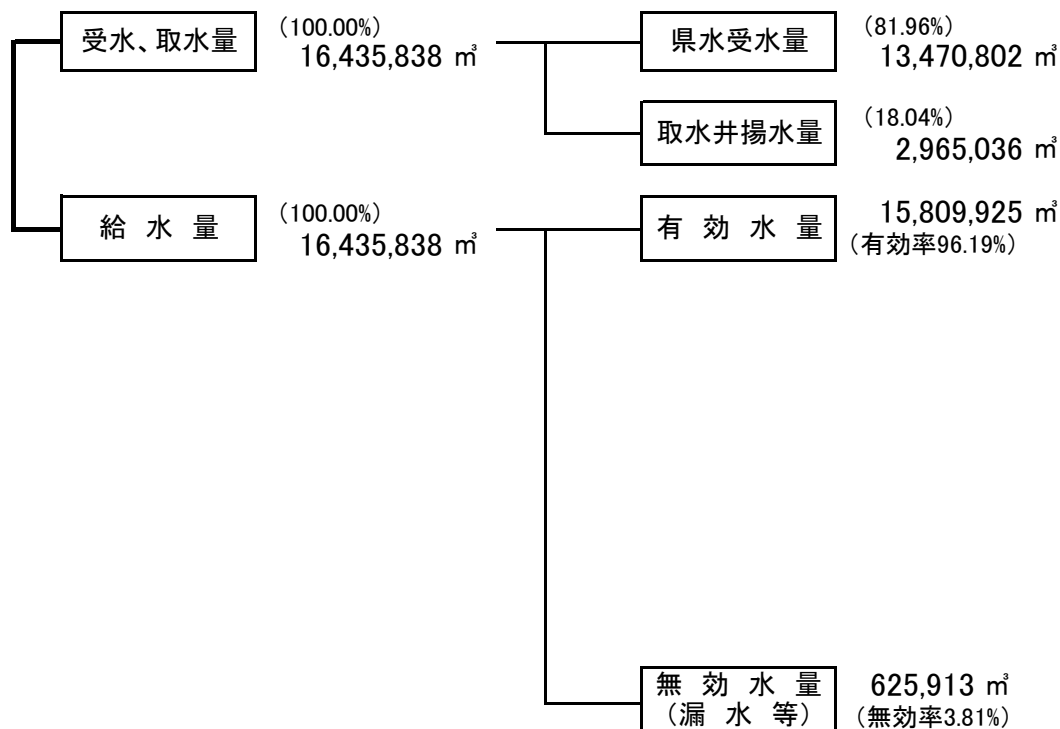 受水、取水量
（100.00%）
16,435,838 ㎥
県水受水量
（81.96%）
13,470,802 ㎥
取水井揚水量
（18.04%）
2,965,036 ㎥
給 水 量
（100.00%）
16,435,838 ㎥
有 効 水 量
15,809,925 ㎥
（有効率96.19%）
無 効 水 量
（漏 水 等）
625,913 ㎥
（無効率3.81%）